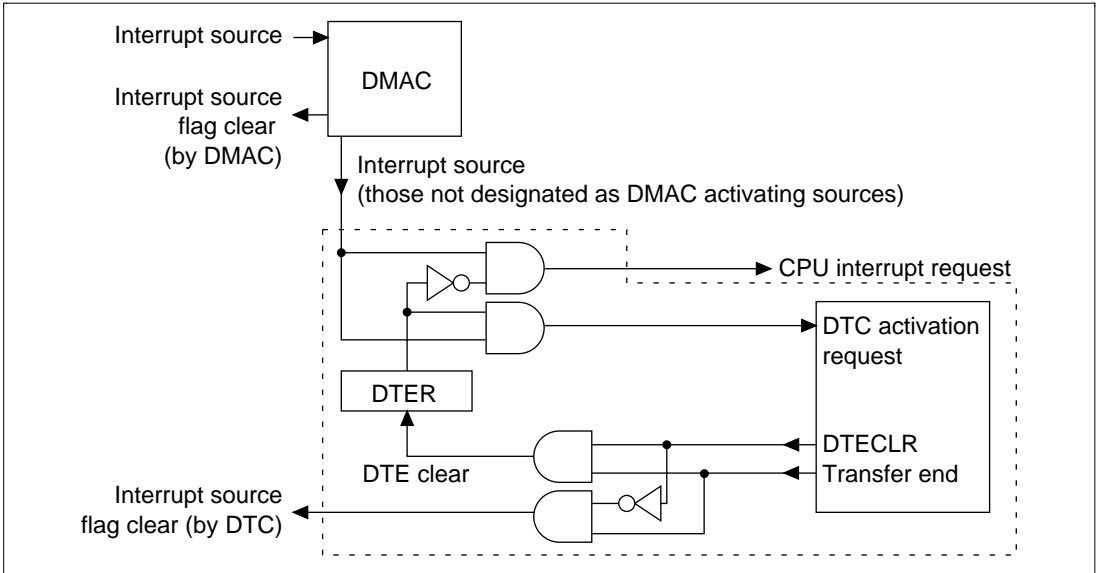 Interrupt source
DMAC
Interrupt source
flag clear
(by DMAC)
Interrupt source
(those not designated as DMAC activating sources)
CPU interrupt request
DTC activation
request
DTER
DTECLR
DTE clear
Transfer end
Interrupt source
flag clear (by DTC)